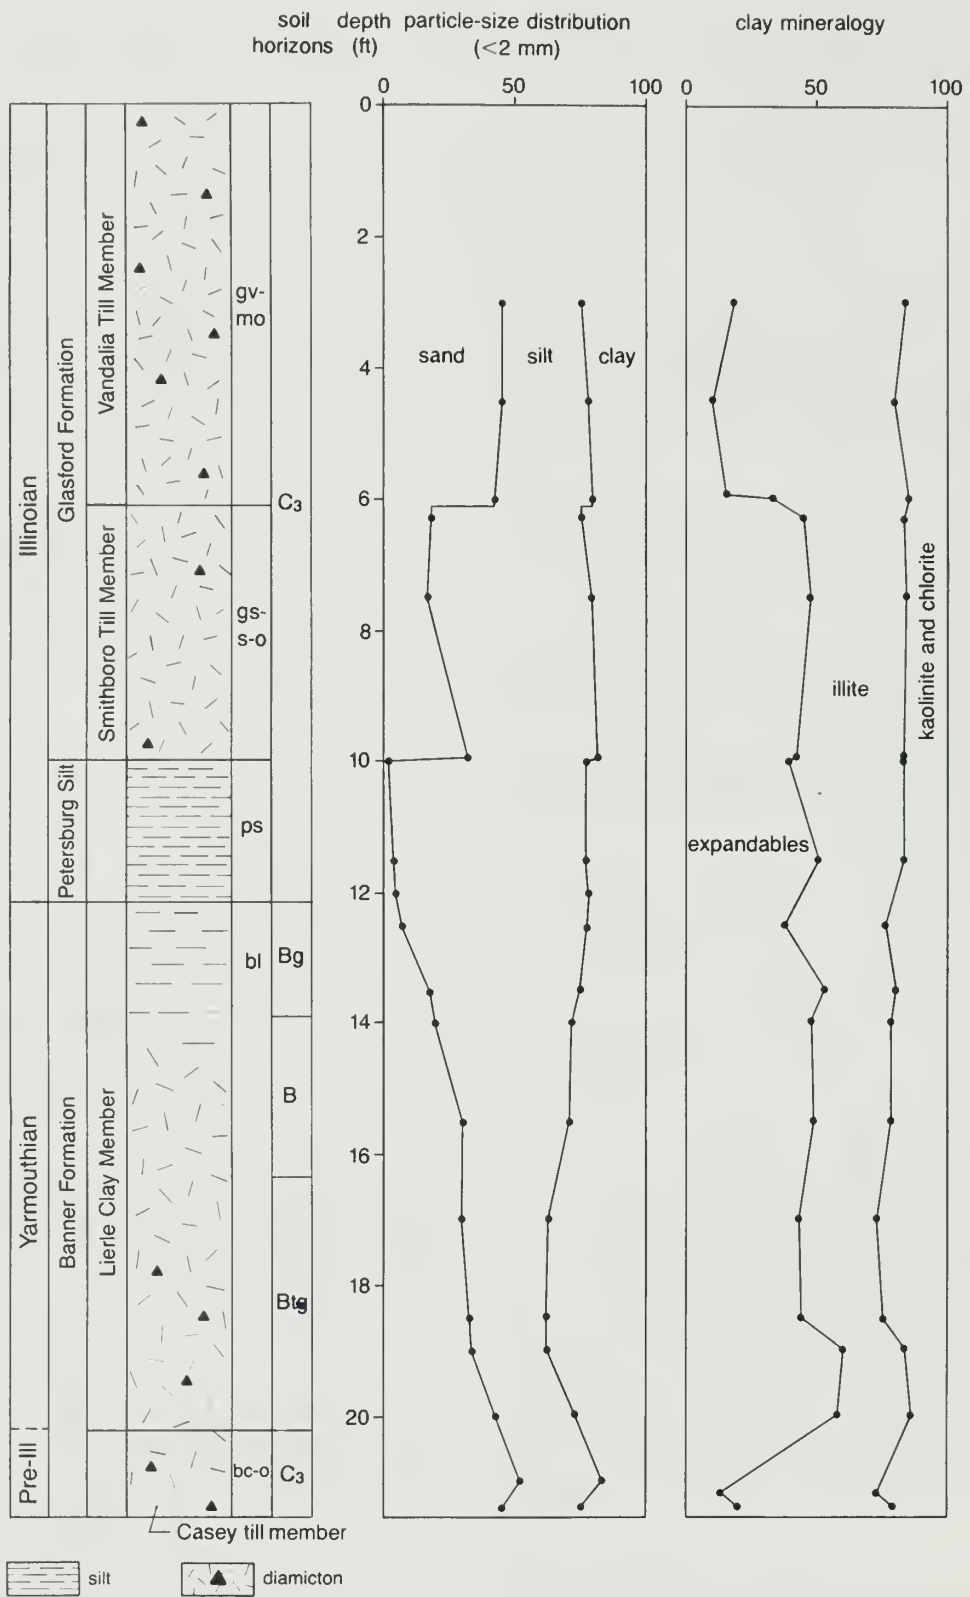 soil horizons
depth (ft)
particle-size distribution
(<2 mm)
clay mineralogy
0 50 100
0 50 100
0
2
4
6
8
10
12
14
16
18
20
Illinoian
Yarmouthian
Pre-Ill
Glasford Formation
Petersburg Silt
Banner Formation
Vandalia Till Member
Smithboro Till Member
Lierle Clay Member
gv-
mo
gs-
s-o
ps
bl
bc-o
C3
Bg
B
Btg
C3
sand
silt
clay
expandables
illite
kaolinite and chlorite
Casey till member
silt
diamicton